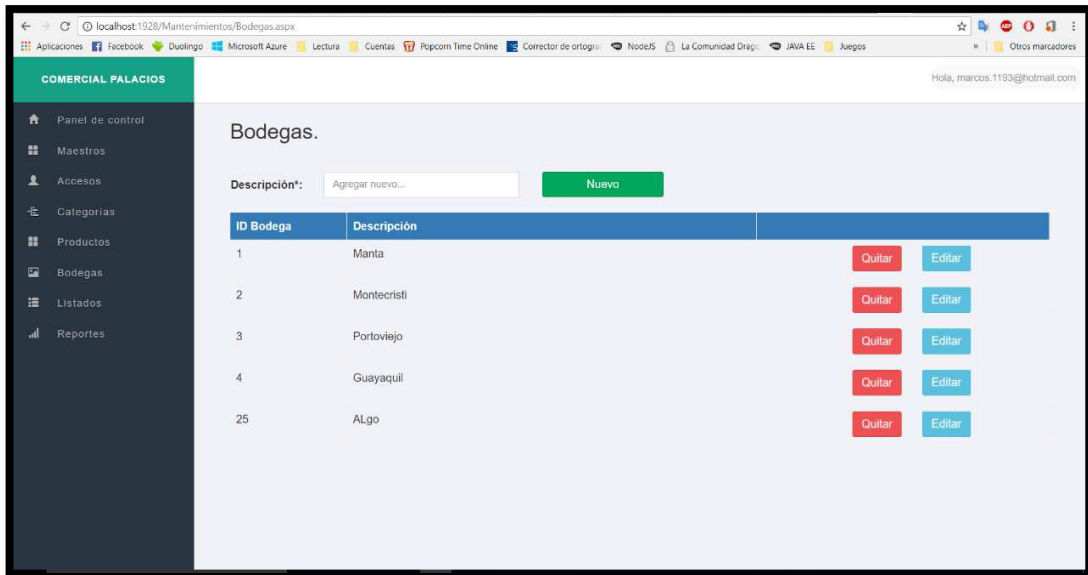 localhost:1928/Mantenimientos/Bodegas.aspx
Aplicaciones Facebook Duolingo Microsoft Azure Lectura Cuentas Popcorn Time Online Corrector de ortogra NodeJS La Comunidad Drag JAVA EE Juegos » Otros marcadores
COMERCIAL PALACIOS
Hola, marcos.1193@hotmail.com
Panel de control
Maestros
Accesos
Categorias
Productos
Bodegas
Listados
Reportes
Bodegas.
Descripción*: Agregar nuevo... Nuevo
ID Bodega Descripción
1 Manta Quitar Editar
2 Montecristi Quitar Editar
3 Portoviejo Quitar Editar
4 Guayaquil Quitar Editar
25 ALgo Quitar Editar